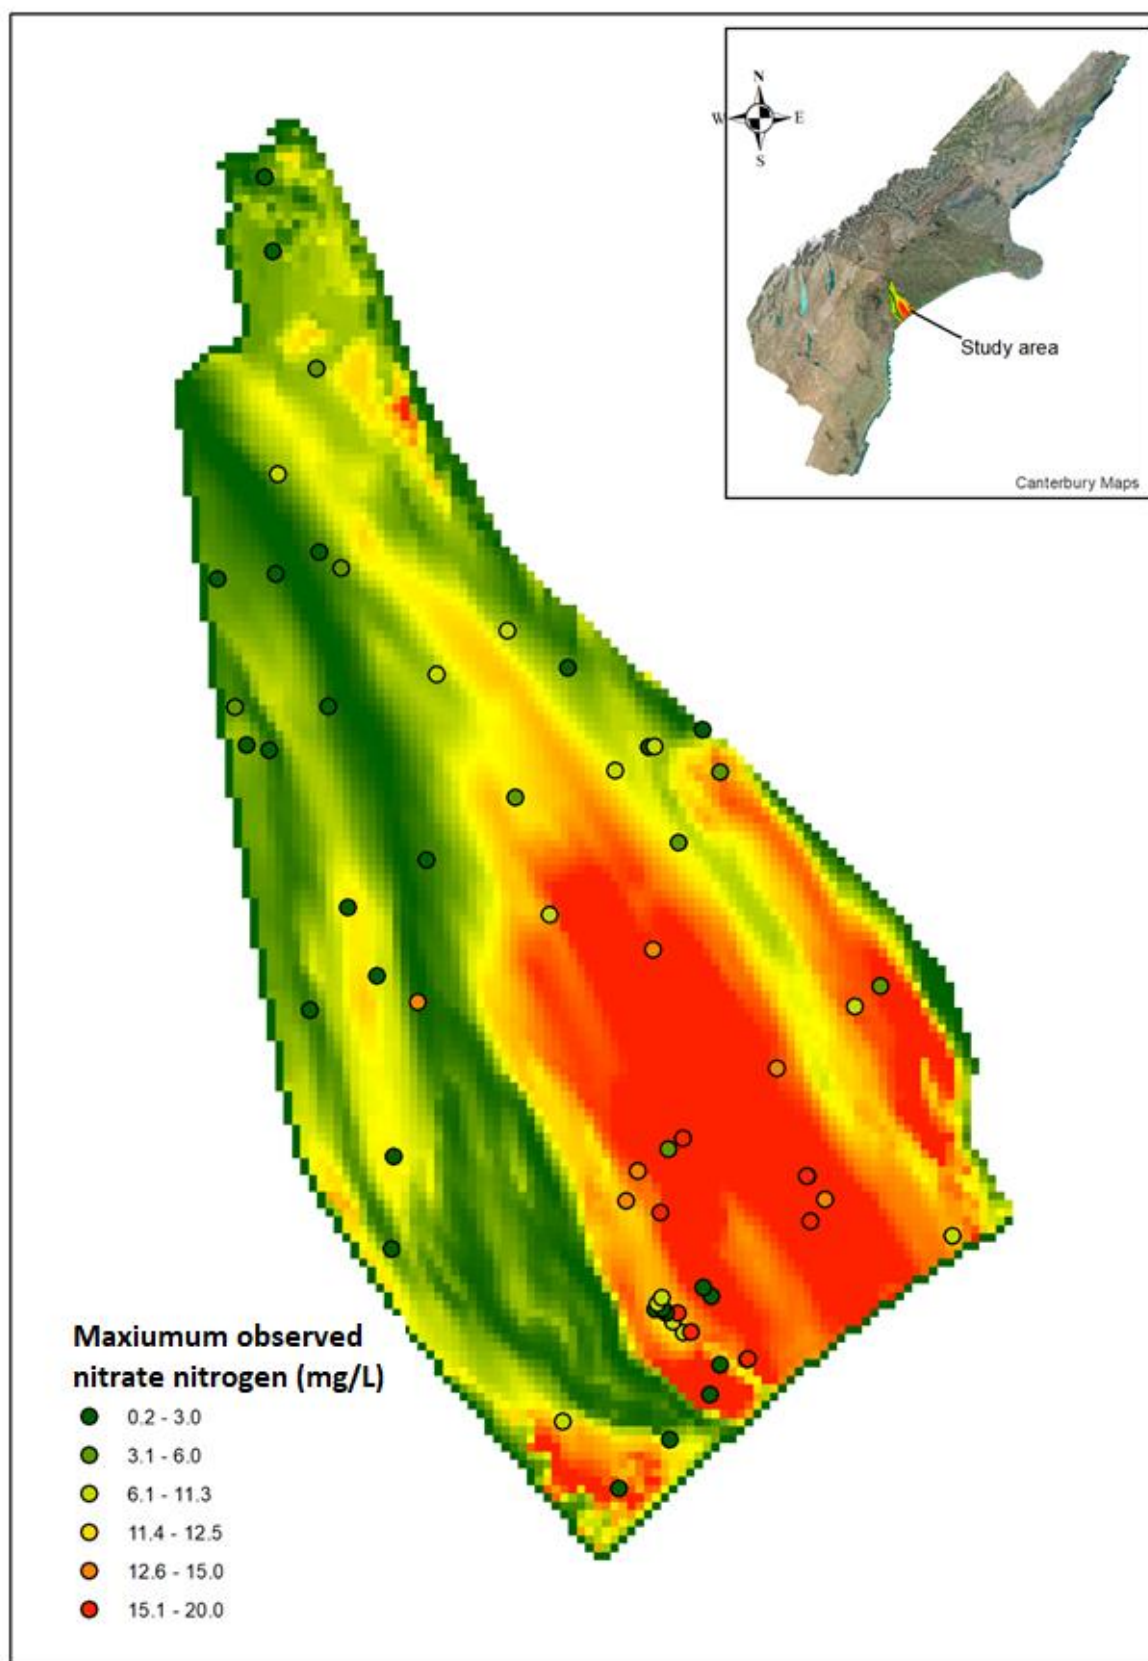 N
W E
S
Study area
Canterbury Maps
Maxiumum observed
nitrate nitrogen (mg/L)
0.2 - 3.0
3.1 - 6.0
6.1 - 11.3
11.4 - 12.5
12.6 - 15.0
15.1 - 20.0